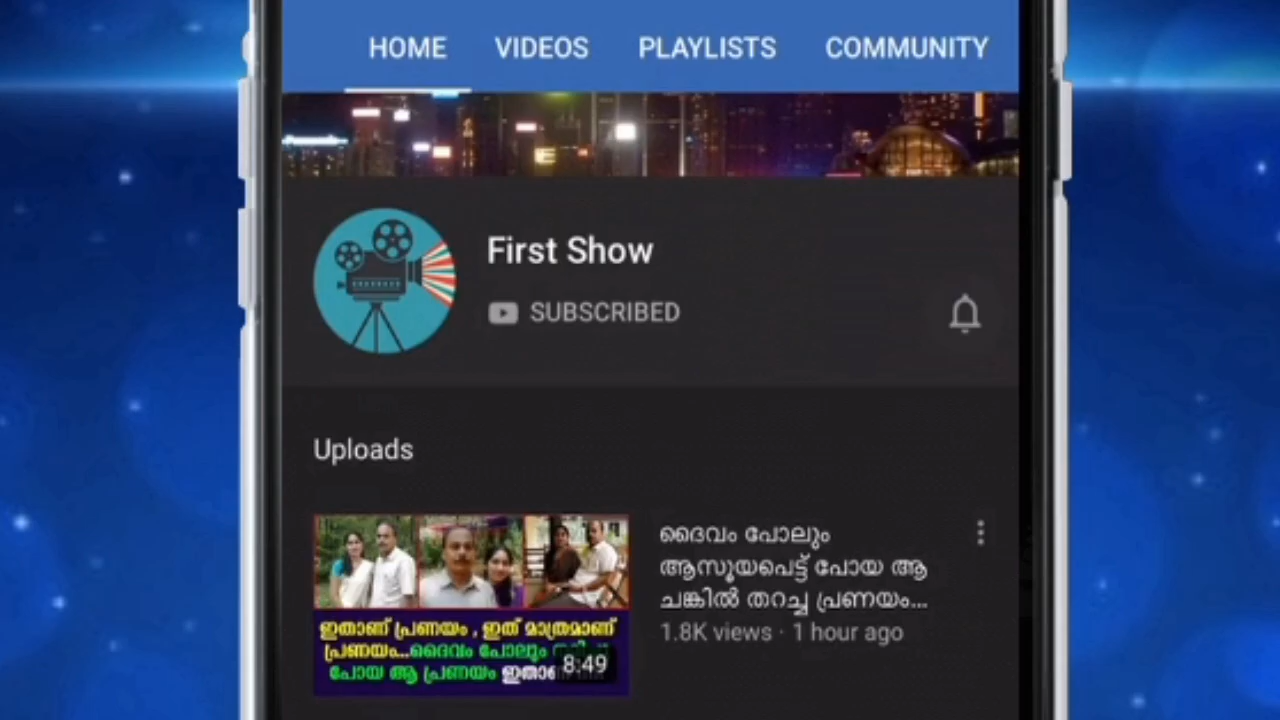 HOME VIDEOS PLAYLISTS COMMUNITY
First Show
SUBSCRIBED
Uploads
ദൈവം പോലും
ആസൂയപെട്ട് പോയ ആ
ചങ്കിൽ തറച്ച പ്രണയം...
1.8K views · 1 hour ago
ഇതാണ് പ്രണയം , ഇത് മാത്രമാണ്
പ്രണയം...ദൈവം പോലും
പോയ ആ പ്രണയം
8:49